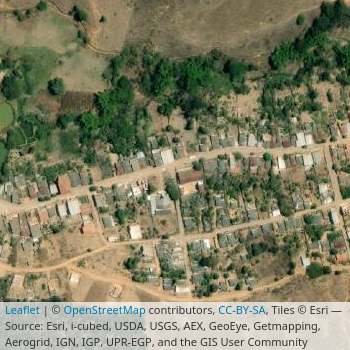 Leaflet | © OpenStreetMap contributors, CC-BY-SA, Tiles © Esri —
Source: Esri, i-cubed, USDA, USGS, AEX, GeoEye, Getmapping,
Aerogrid, IGN, IGP, UPR-EGP, and the GIS User Community